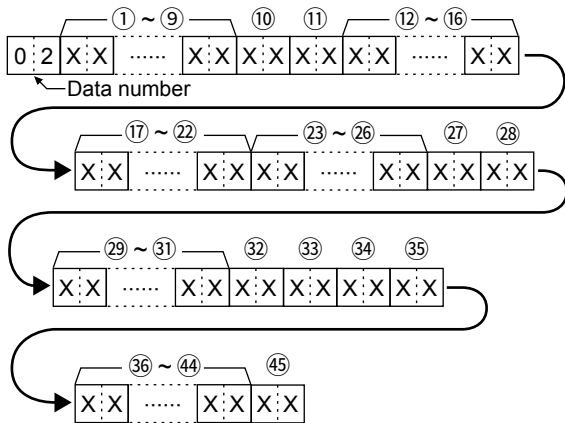 ① ~ ⑨ ⑩ ⑪ ⑫ ~ ⑯
0 2 X X ...... X X X X X X X X ...... X X
Data number
⑰ ~ ㉒ ㉓ ~ ㉖ ㉗ ㉘
X X ...... X X X X ...... X X X X X X
㉙ ~ ㉛ ㉜ ㉝ ㉞ ㉟
X X ...... X X X X X X X X X X
㊱ ~ ㊹ ㊺
X X ...... X X X X